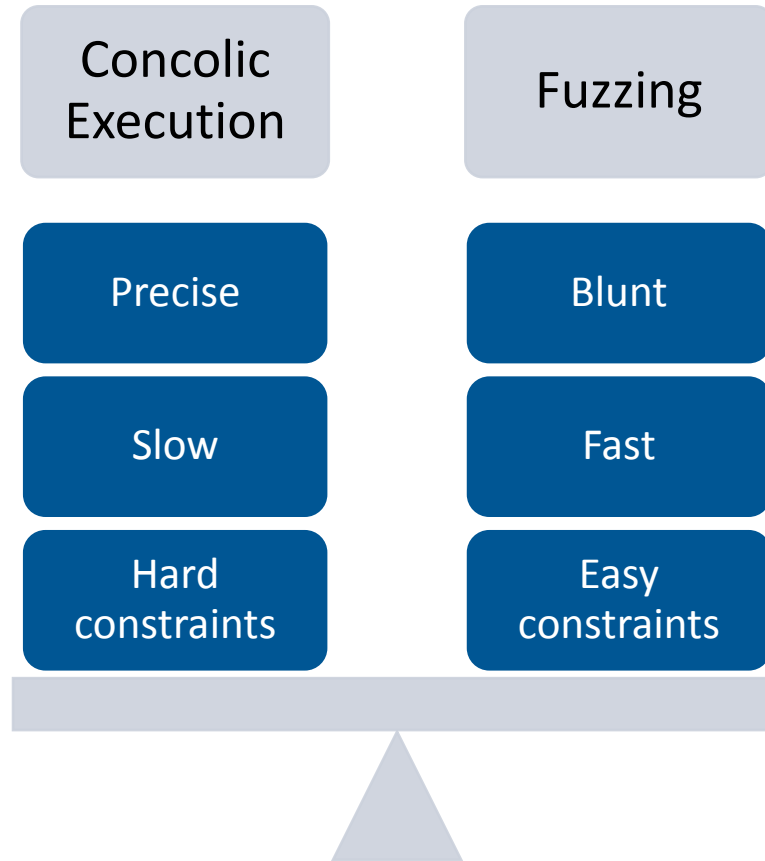 Concolic
Execution
Fuzzing
Precise
Blunt
Slow
Fast
Hard
constraints
Easy
constraints